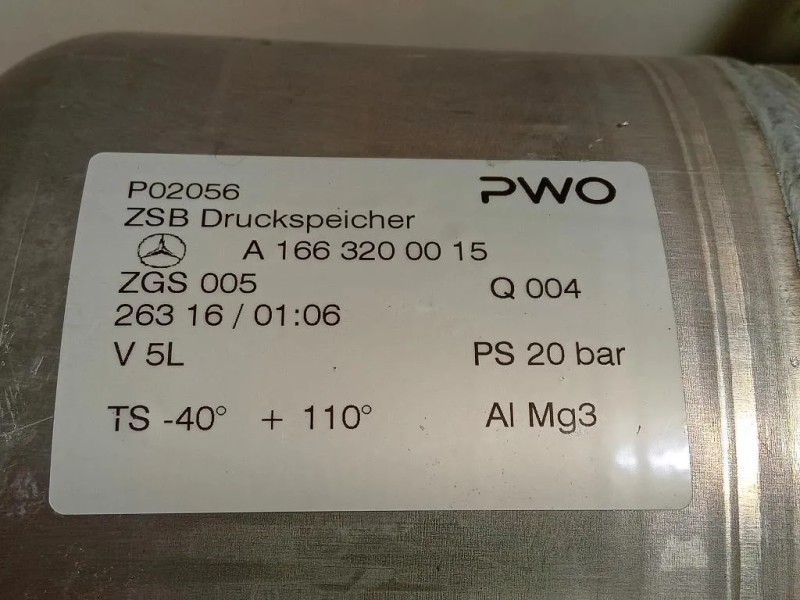 P02056 PWO
ZSB Druckspeicher
A 166 320 00 15
ZGS 005 Q 004
263 16 / 01:06
V 5L PS 20 bar
TS -40° + 110° Al Mg3